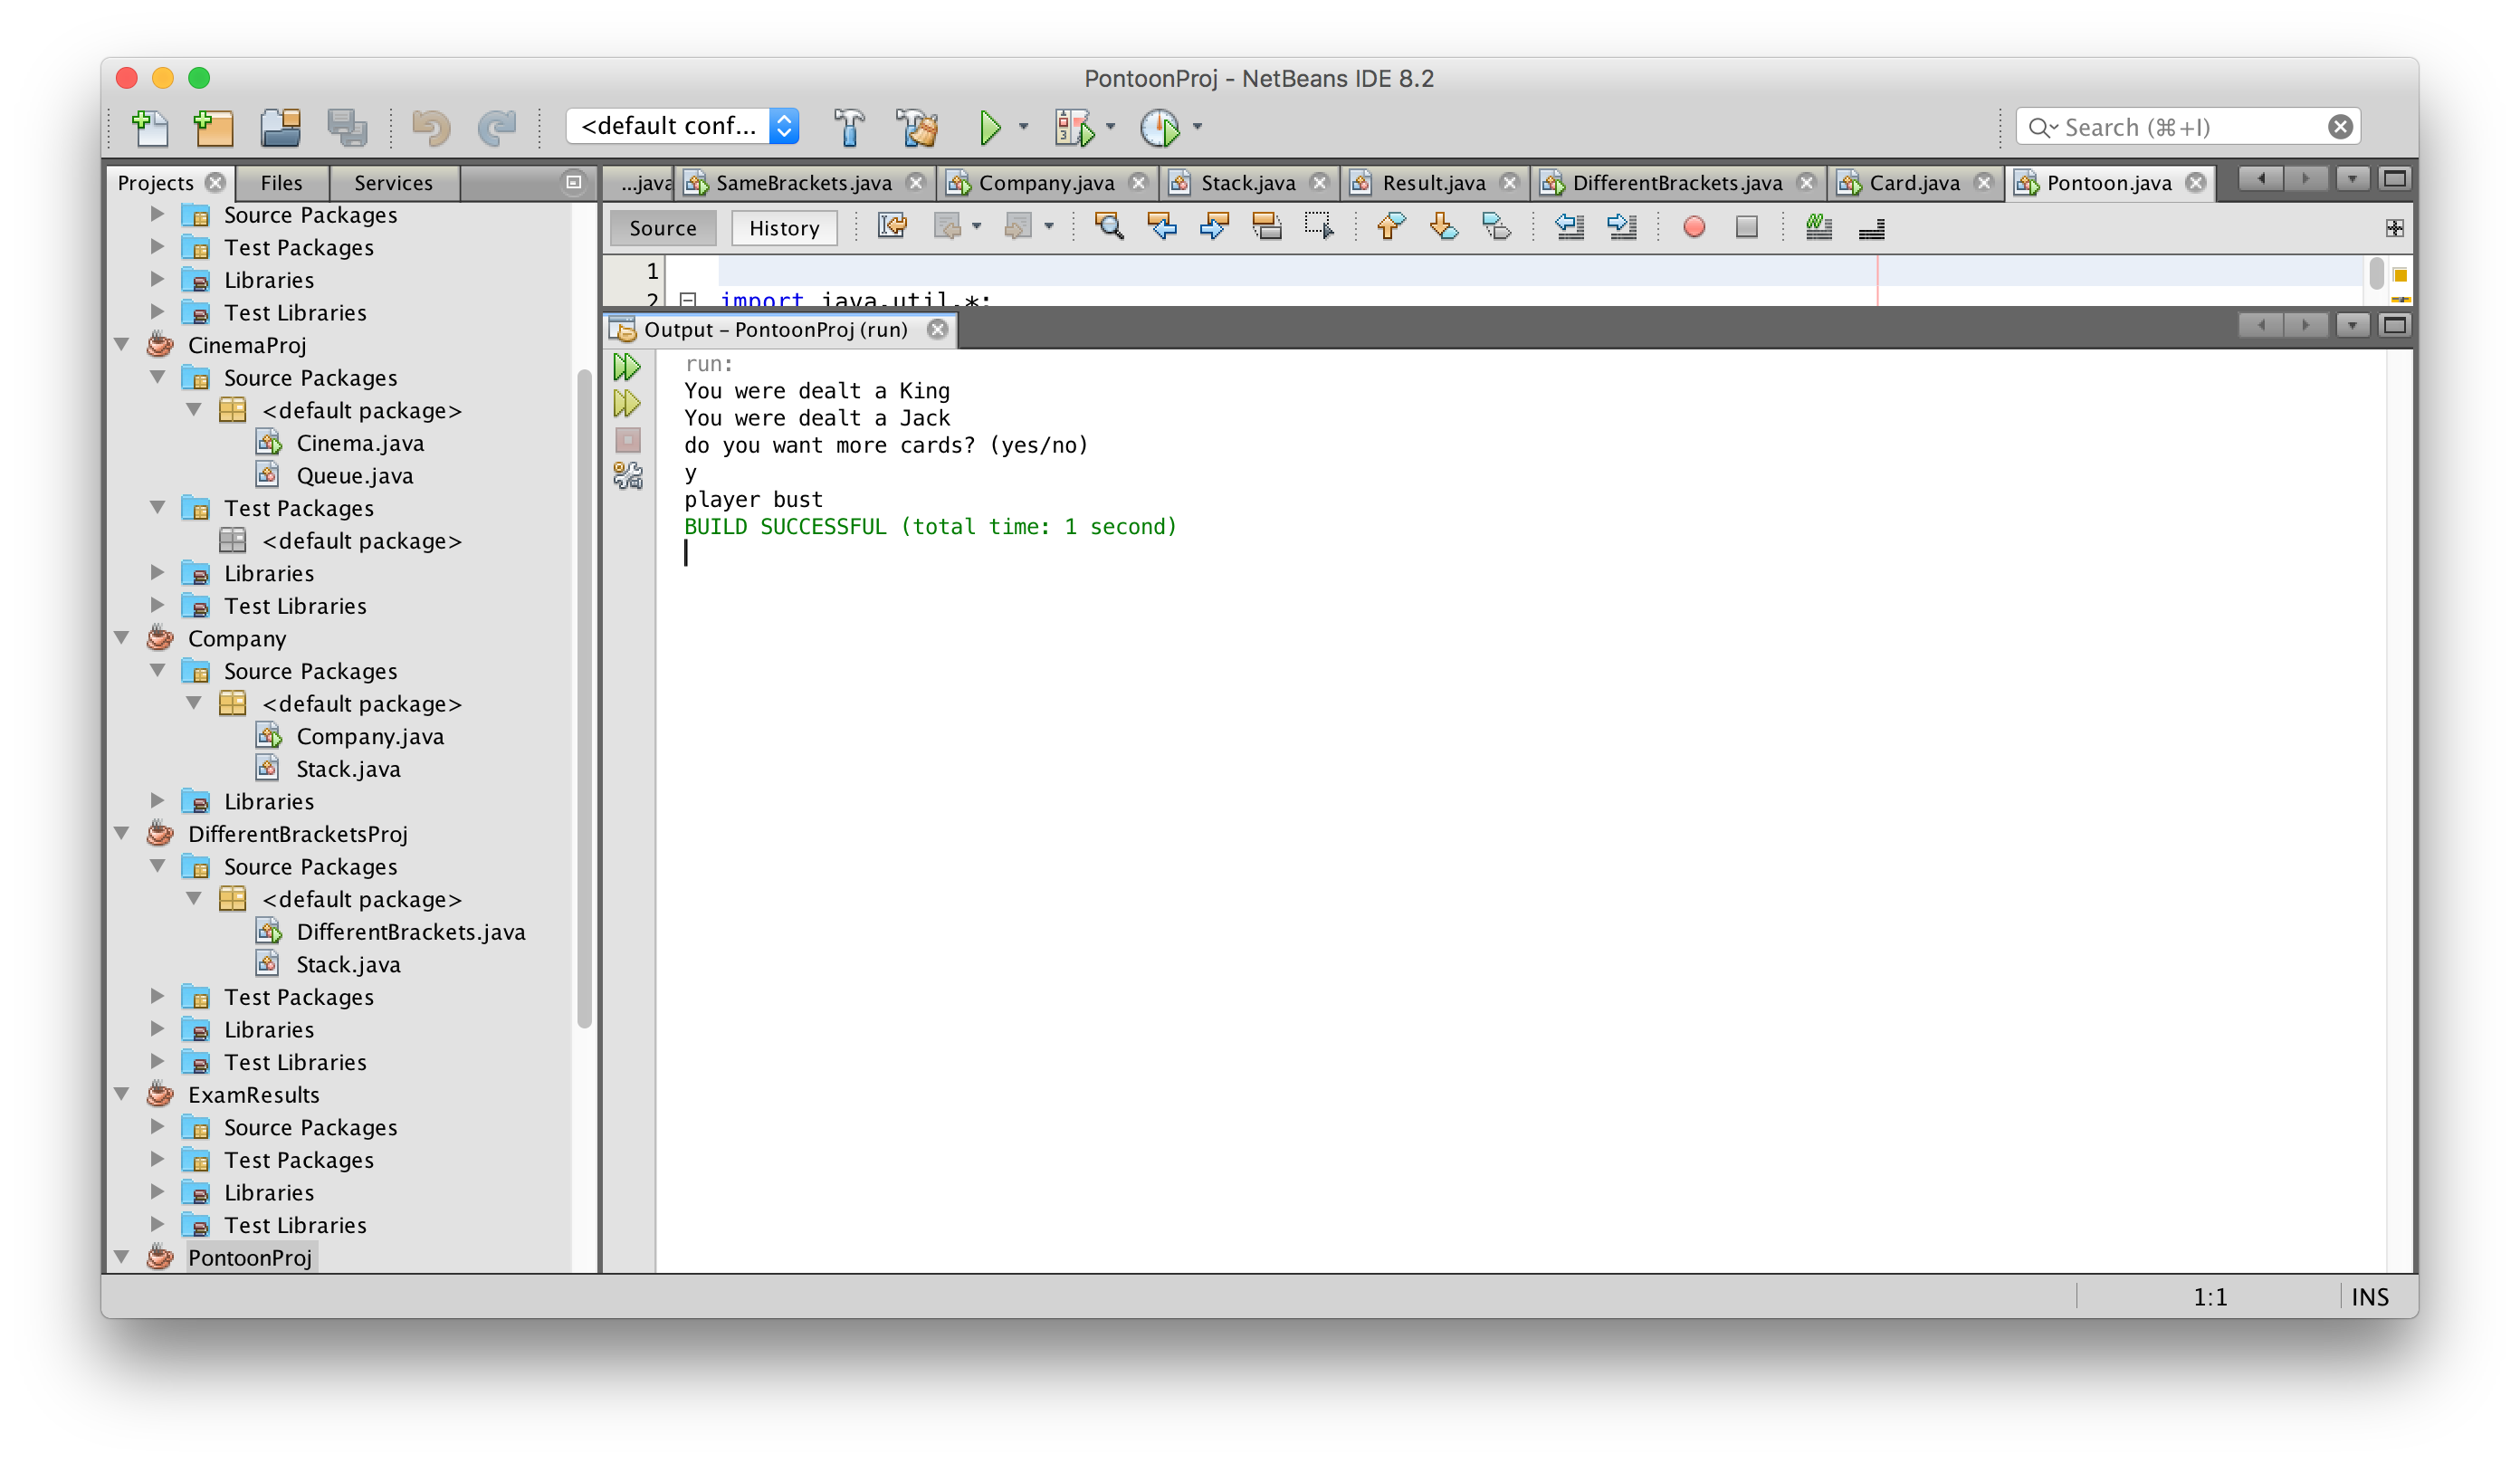 PontoonProj - NetBeans IDE 8.2
<default conf...
Search (⌘+I)
Projects
Files
Services
...java
SameBrackets.java
Company.java
Stack.java
Result.java
DifferentBrackets.java
Card.java
Pontoon.java
Source Packages
Test Packages
Libraries
Test Libraries
CinemaProj
Source Packages
<default package>
Cinema.java
Queue.java
Test Packages
<default package>
Libraries
Test Libraries
Company
Source Packages
<default package>
Company.java
Stack.java
Libraries
DifferentBracketsProj
Source Packages
<default package>
DifferentBrackets.java
Stack.java
Test Packages
Libraries
Test Libraries
ExamResults
Source Packages
Test Packages
Libraries
Test Libraries
PontoonProj
Source
History
1
2 import java.util.*;
Output – PontoonProj (run)
run:
You were dealt a King
You were dealt a Jack
do you want more cards? (yes/no)
y
player bust
BUILD SUCCESSFUL (total time: 1 second)
1:1
INS